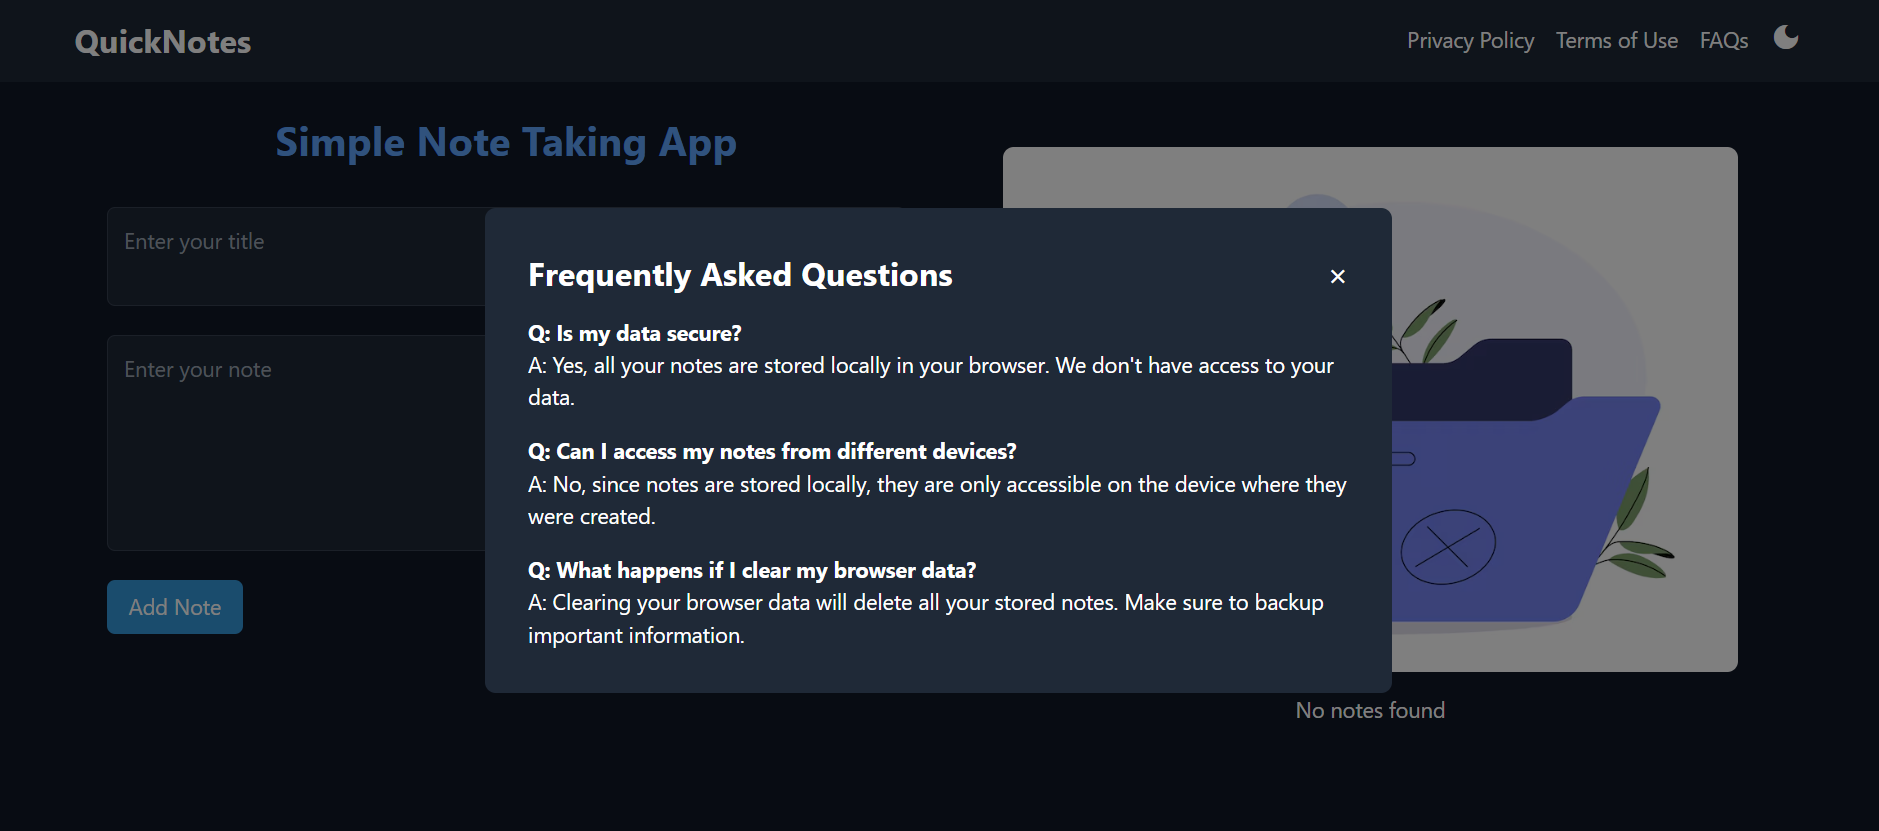 QuickNotes
Privacy Policy Terms of Use FAQs
Simple Note Taking App
Enter your title
Enter your note
Add Note
Frequently Asked Questions
Q: Is my data secure?
A: Yes, all your notes are stored locally in your browser. We don't have access to your
data.
Q: Can I access my notes from different devices?
A: No, since notes are stored locally, they are only accessible on the device where they
were created.
Q: What happens if I clear my browser data?
A: Clearing your browser data will delete all your stored notes. Make sure to backup
important information.
No notes found